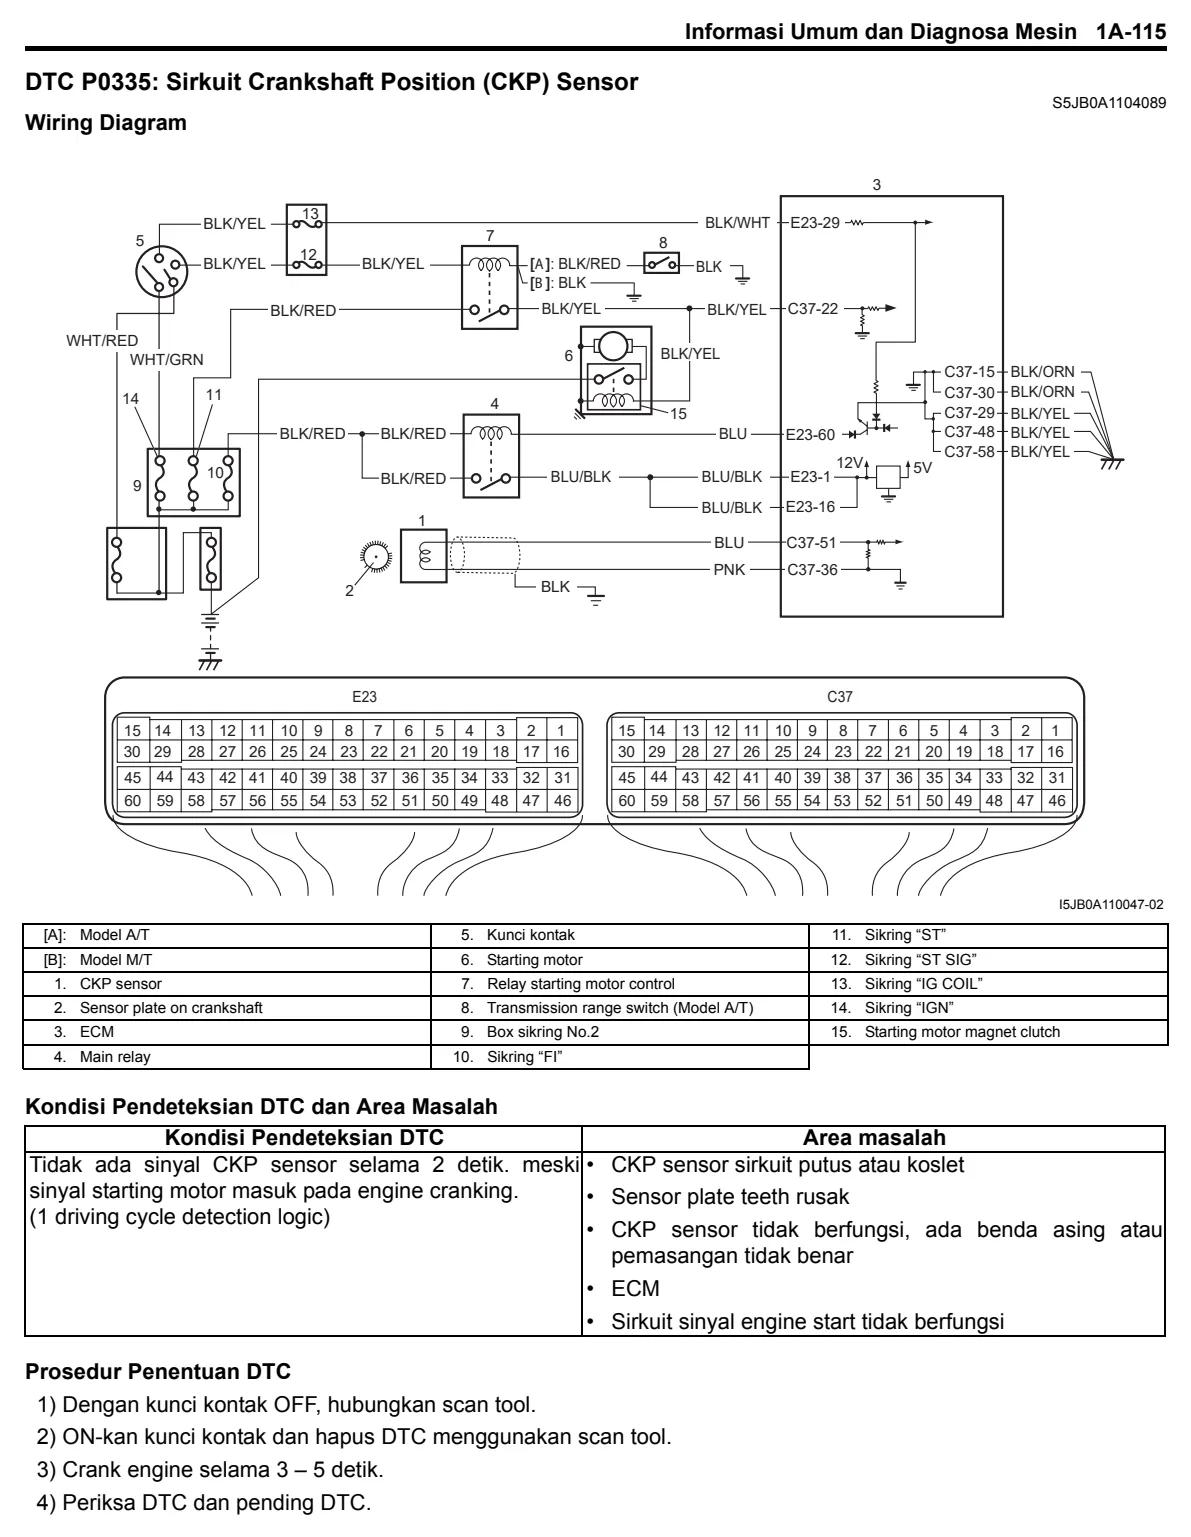 Informasi Umum dan Diagnosa Mesin 1A-115
DTC P0335: Sirkuit Crankshaft Position (CKP) Sensor
S5JB0A1104089
Wiring Diagram
3
BLK/YEL
13
BLK/WHT
E23-29
5
7
8
BLK/YEL
12
BLK/YEL
[A]: BLK/RED
BLK
[B]: BLK
BLK/RED
BLK/YEL
BLK/YEL
C37-22
WHT/RED
WHT/GRN
6
BLK/YEL
C37-15
BLK/ORN
14
11
C37-30
BLK/ORN
4
15
C37-29
BLK/YEL
BLK/RED
BLK/RED
BLU
E23-60
C37-48
BLK/YEL
C37-58
BLK/YEL
12V
5V
9
10
BLK/RED
BLU/BLK
BLU/BLK
E23-1
BLU/BLK
E23-16
1
BLU
C37-51
PNK
C37-36
2
BLK
E23
C37
15 14 13 12 11 10 9 8 7 6 5 4 3 2 1
30 29 28 27 26 25 24 23 22 21 20 19 18 17 16
45 44 43 42 41 40 39 38 37 36 35 34 33 32 31
60 59 58 57 56 55 54 53 52 51 50 49 48 47 46
15 14 13 12 11 10 9 8 7 6 5 4 3 2 1
30 29 28 27 26 25 24 23 22 21 20 19 18 17 16
45 44 43 42 41 40 39 38 37 36 35 34 33 32 31
60 59 58 57 56 55 54 53 52 51 50 49 48 47 46
I5JB0A110047-02
[A]: Model A/T 5. Kunci kontak 11. Sikring “ST”
[B]: Model M/T 6. Starting motor 12. Sikring “ST SIG”
1. CKP sensor 7. Relay starting motor control 13. Sikring “IG COIL”
2. Sensor plate on crankshaft 8. Transmission range switch (Model A/T) 14. Sikring “IGN”
3. ECM 9. Box sikring No.2 15. Starting motor magnet clutch
4. Main relay 10. Sikring “FI”
Kondisi Pendeteksian DTC dan Area Masalah
Kondisi Pendeteksian DTC
Tidak ada sinyal CKP sensor selama 2 detik. meski
sinyal starting motor masuk pada engine cranking.
(1 driving cycle detection logic)
Area masalah
• CKP sensor sirkuit putus atau koslet
• Sensor plate teeth rusak
• CKP sensor tidak berfungsi, ada benda asing atau
pemasangan tidak benar
• ECM
• Sirkuit sinyal engine start tidak berfungsi
Prosedur Penentuan DTC
1) Dengan kunci kontak OFF, hubungkan scan tool.
2) ON-kan kunci kontak dan hapus DTC menggunakan scan tool.
3) Crank engine selama 3 – 5 detik.
4) Periksa DTC dan pending DTC.